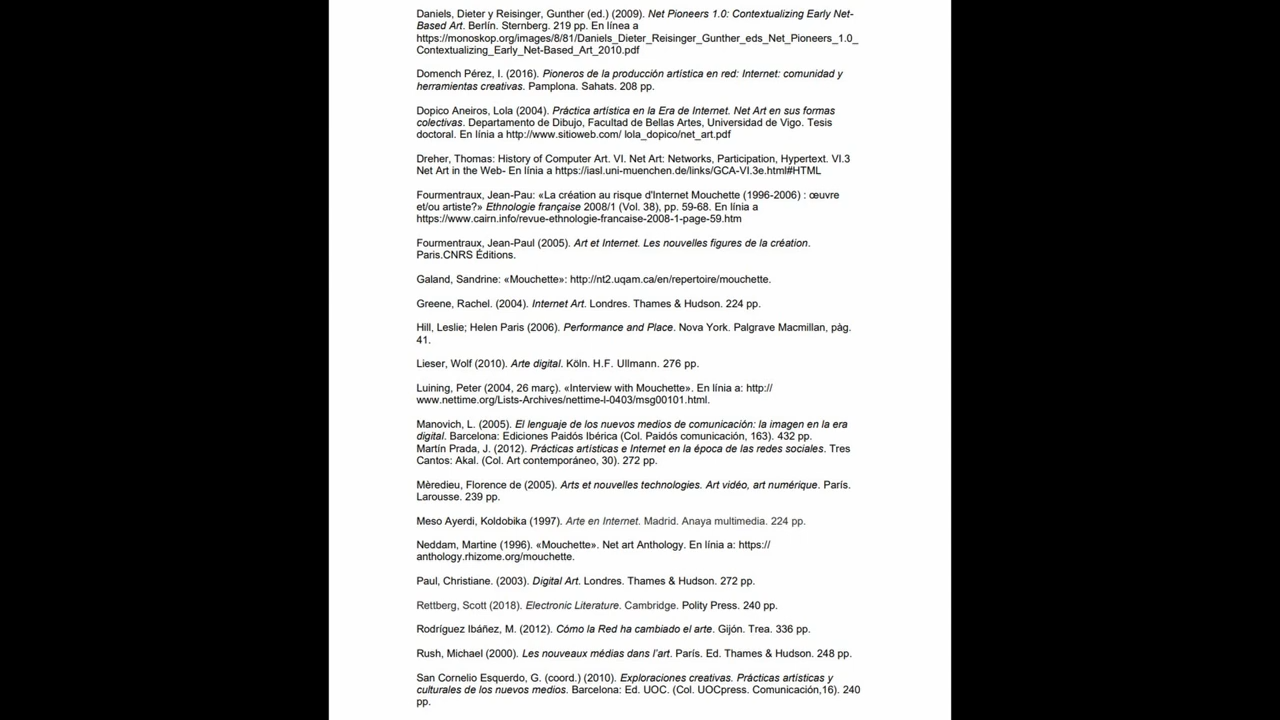 Daniels, Dieter y Reisinger, Gunther (ed.) (2009). Net Pioneers 1.0: Contextualizing Early Net-
Based Art. Berlín. Sternberg. 219 pp. En línea a
https://monoskop.org/images/8/81/Daniels_Dieter_Reisinger_Gunther_eds_Net_Pioneers_1.0_
Contextualizing_Early_Net-Based_Art_2010.pdf
Domench Pérez, I. (2016). Pioneros de la producción artística en red: Internet: comunidad y
herramientas creativas. Pamplona. Sahats. 208 pp.
Dopico Aneiros, Lola (2004). Práctica artística en la Era de Internet. Net Art en sus formas
colectivas. Departamento de Dibujo, Facultad de Bellas Artes, Universidad de Vigo. Tesis
doctoral. En línia a http://www.sitioweb.com/ lola_dopico/net_art.pdf
Dreher, Thomas: History of Computer Art. VI. Net Art: Networks, Participation, Hypertext. VI.3
Net Art in the Web- En línia a https://iasl.uni-muenchen.de/links/GCA-VI.3e.html#HTML
Fourmentraux, Jean-Pau: «La création au risque d'Internet Mouchette (1996-2006) : œuvre
et/ou artiste?» Ethnologie française 2008/1 (Vol. 38), pp. 59-68. En línia a
https://www.cairn.info/revue-ethnologie-francaise-2008-1-page-59.htm
Fourmentraux, Jean-Paul (2005). Art et Internet. Les nouvelles figures de la création.
Paris.CNRS Éditions.
Galand, Sandrine: «Mouchette»: http://nt2.uqam.ca/en/repertoire/mouchette.
Greene, Rachel. (2004). Internet Art. Londres. Thames & Hudson. 224 pp.
Hill, Leslie; Helen Paris (2006). Performance and Place. Nova York. Palgrave Macmillan, pàg.
41.
Lieser, Wolf (2010). Arte digital. Köln. H.F. Ullmann. 276 pp.
Luining, Peter (2004, 26 març). «Interview with Mouchette». En línia a: http://
www.nettime.org/Lists-Archives/nettime-l-0403/msg00101.html.
Manovich, L. (2005). El lenguaje de los nuevos medios de comunicación: la imagen en la era
digital. Barcelona: Ediciones Paidós Ibérica (Col. Paidós comunicación, 163). 432 pp.
Martín Prada, J. (2012). Prácticas artísticas e Internet en la época de las redes sociales. Tres
Cantos: Akal. (Col. Art contemporáneo, 30). 272 pp.
Mèredieu, Florence de (2005). Arts et nouvelles technologies. Art vidéo, art numérique. París.
Larousse. 239 pp.
Meso Ayerdi, Koldobika (1997). Arte en Internet. Madrid. Anaya multimedia. 224 pp.
Neddam, Martine (1996). «Mouchette». Net art Anthology. En línia a: https://
anthology.rhizome.org/mouchette.
Paul, Christiane. (2003). Digital Art. Londres. Thames & Hudson. 272 pp.
Rettberg, Scott (2018). Electronic Literature. Cambridge. Polity Press. 240 pp.
Rodríguez Ibáñez, M. (2012). Cómo la Red ha cambiado el arte. Gijón. Trea. 336 pp.
Rush, Michael (2000). Les nouveaux médias dans l'art. París. Ed. Thames & Hudson. 248 pp.
San Cornelio Esquerdo, G. (coord.) (2010). Exploraciones creativas. Prácticas artísticas y
culturales de los nuevos medios. Barcelona: Ed. UOC. (Col. UOCpress. Comunicación,16). 240
pp.